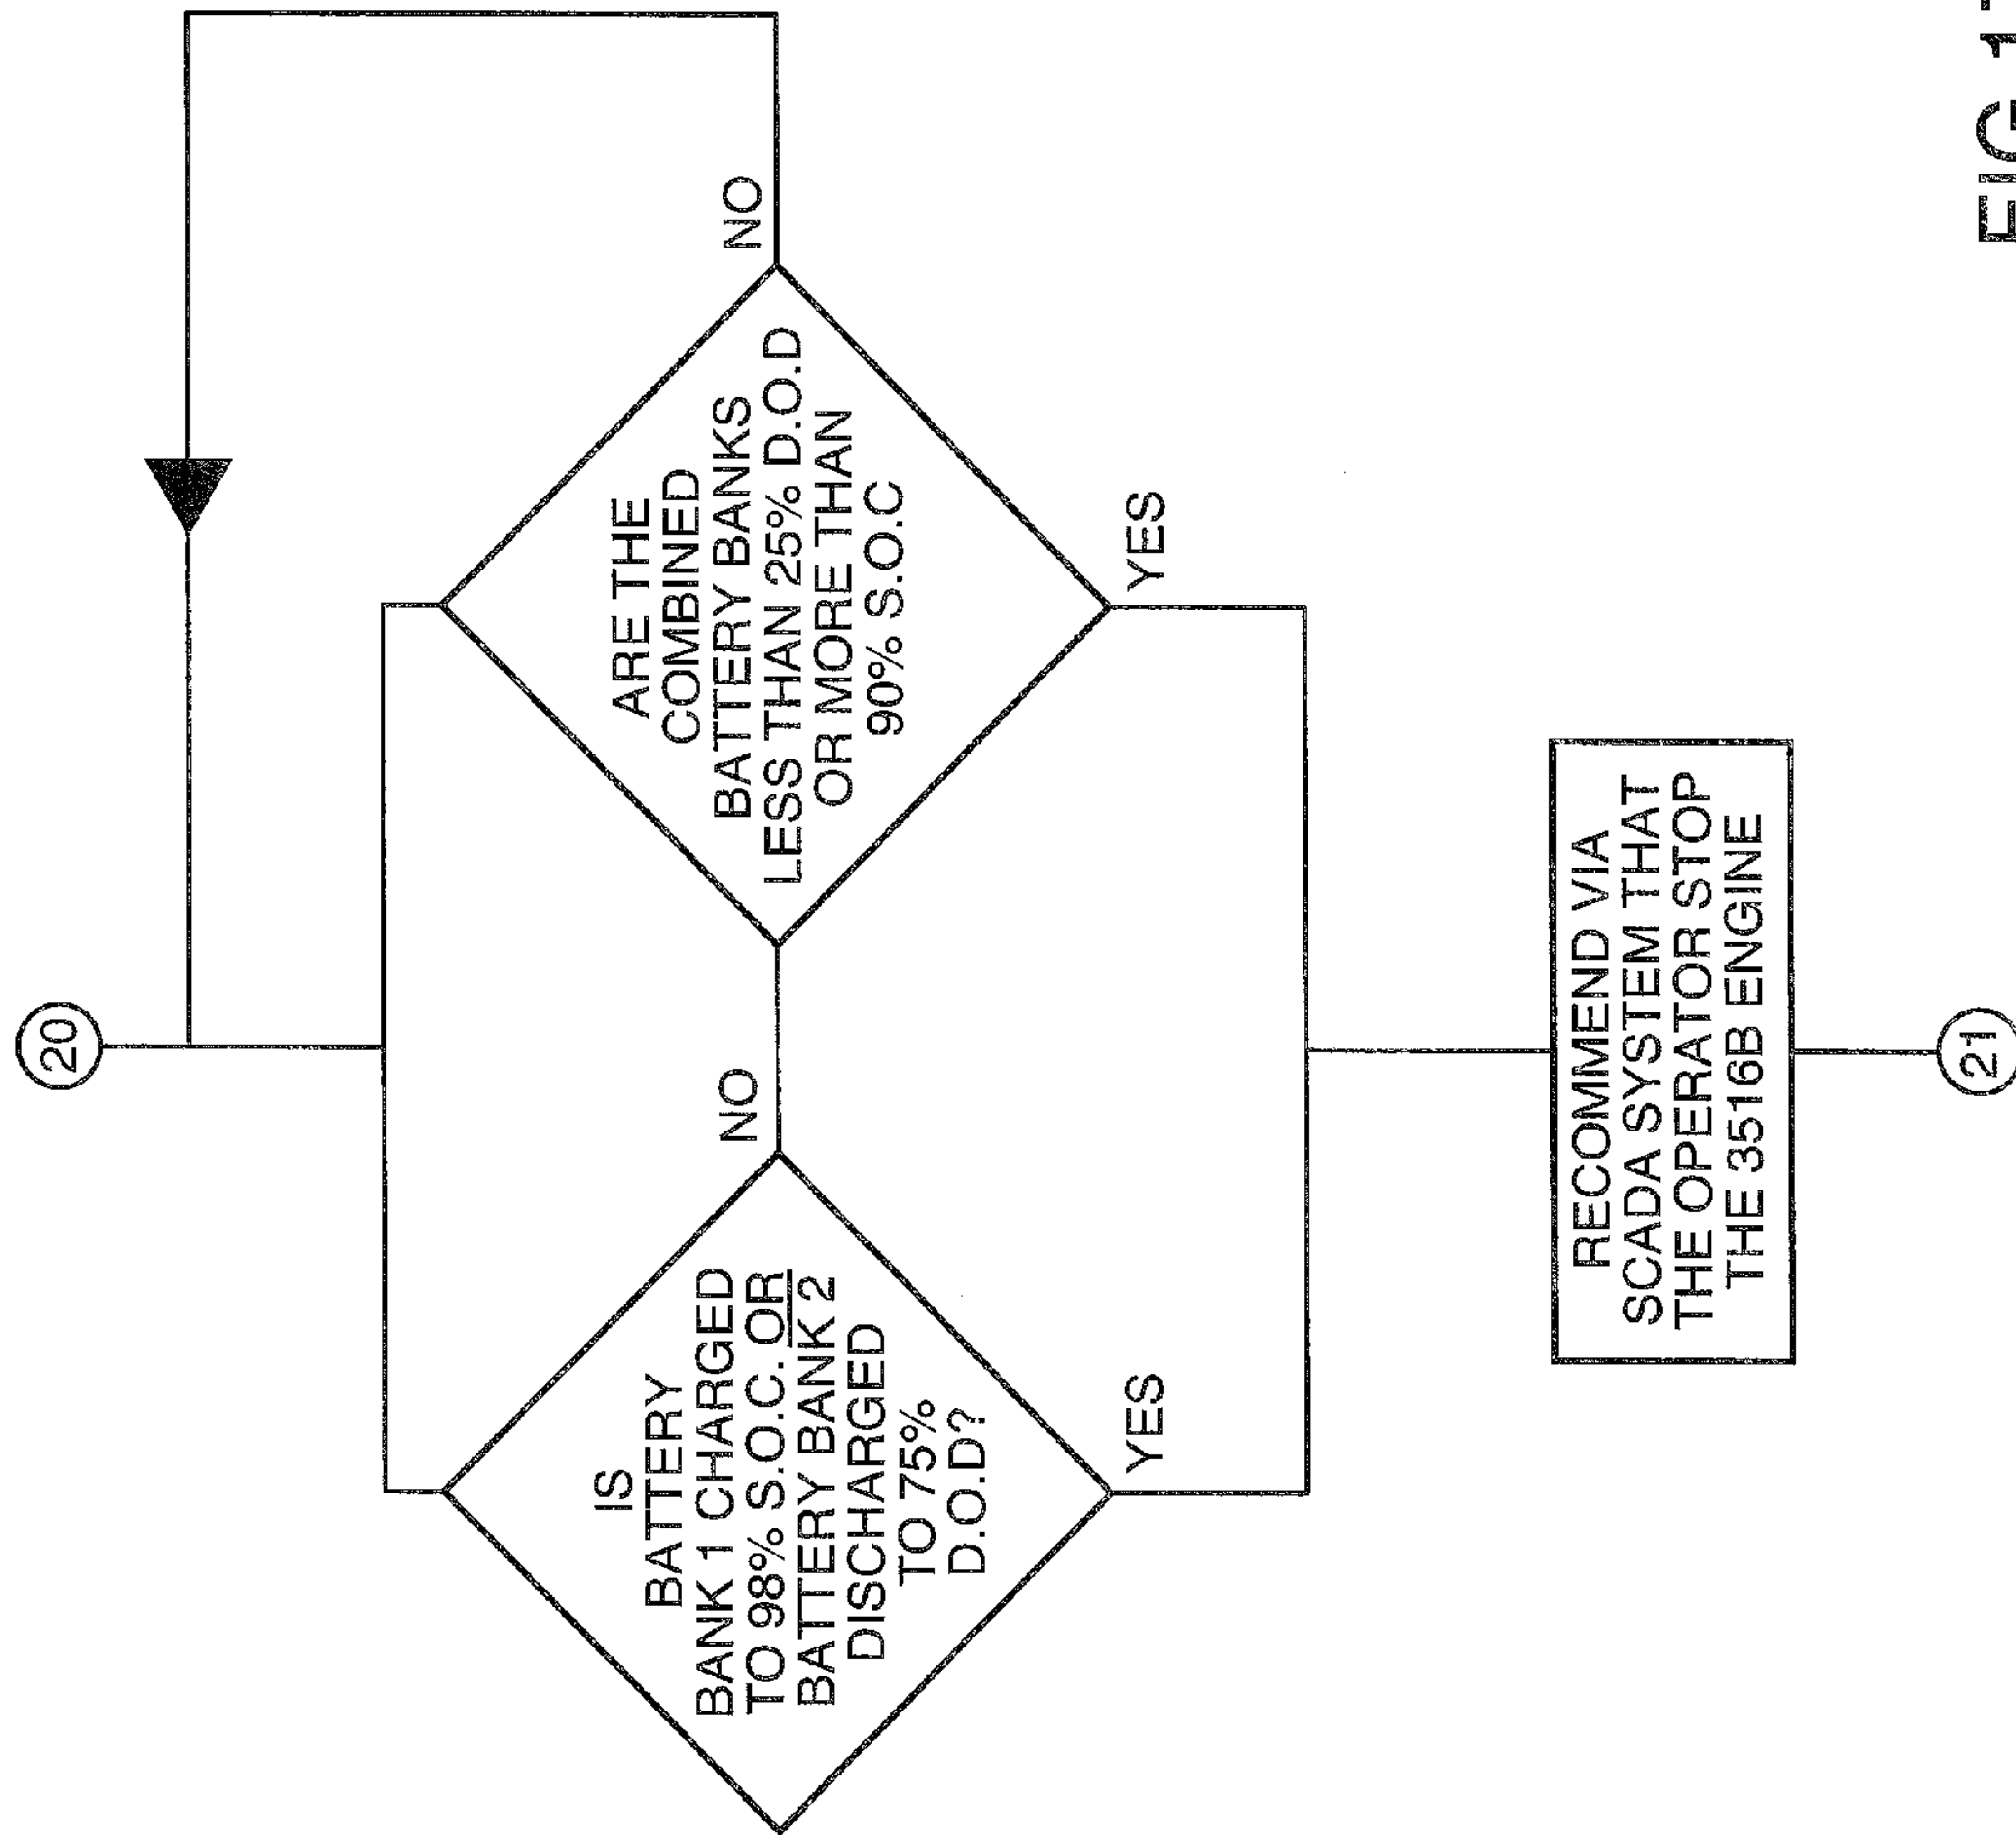 20
IS
BATTERY
BANK 1 CHARGED
TO 98% S.O.C. OR
BATTERY BANK 2
DISCHARGED
TO 75%
D.O.D?
NO
YES
ARE THE
COMBINED
BATTERY BANKS
LESS THAN 25% D.O.D
OR MORE THAN
90% S.O.C
NO
YES
RECOMMEND VIA
SCADA SYSTEM THAT
THE OPERATOR STOP
THE 3516B ENGINE
21